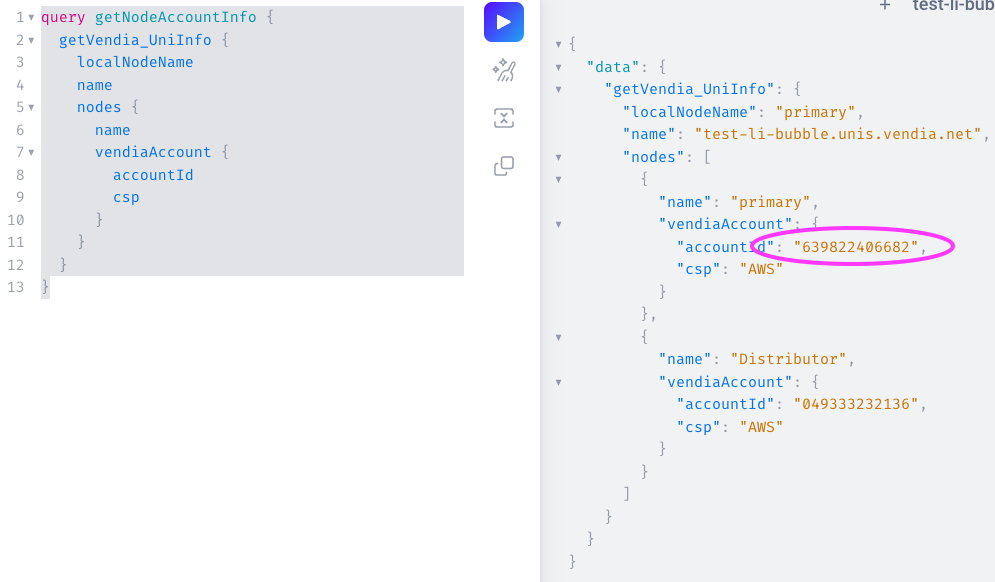 1 query getNodeAccountInfo {
2 getVendia_UniInfo {
3 localNodeName
4 name
5 nodes {
6 name
7 vendiaAccount {
8 accountId
9 csp
10 }
11 }
12 }
13 }
+ test-li-bub
{
"data": {
"getVendia_UniInfo": {
"localNodeName": "primary",
"name": "test-li-bubble.unis.vendia.net",
"nodes": [
{
"name": "primary",
"vendiaAccount": {
"accountId": "639822406682",
"csp": "AWS"
}
},
{
"name": "Distributor",
"vendiaAccount": {
"accountId": "049333232136",
"csp": "AWS"
}
}
]
}
}
}